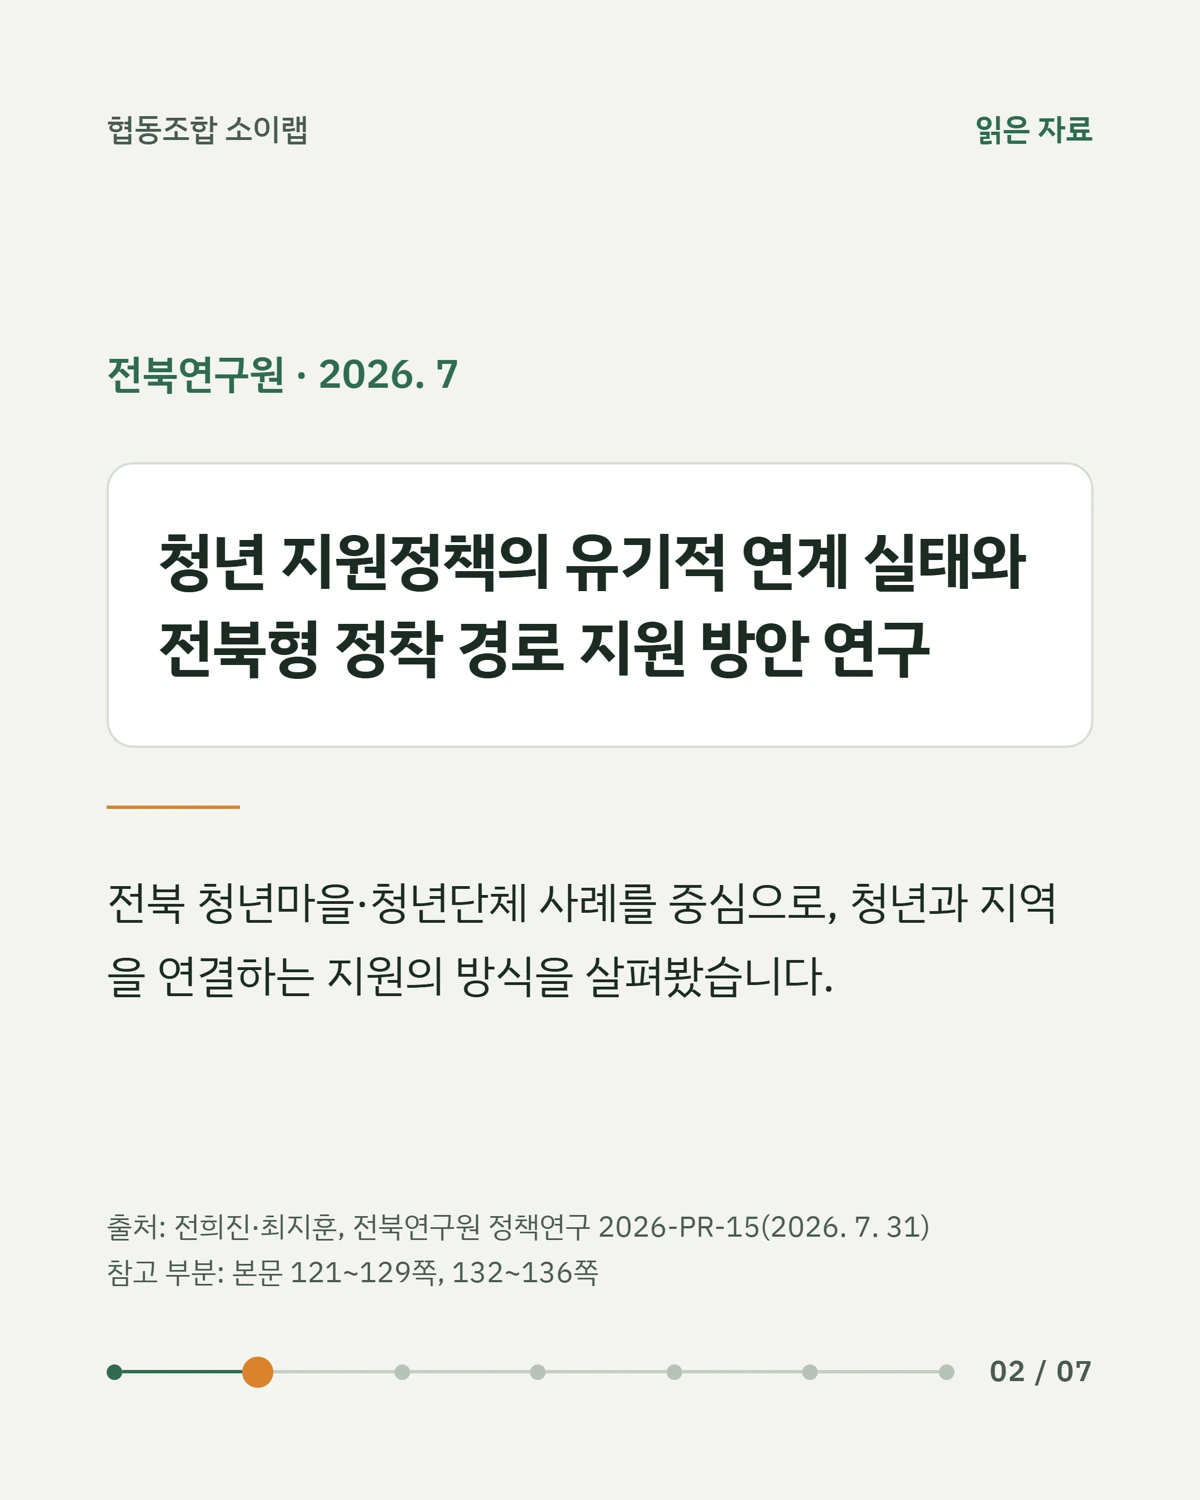 협동조합 소이랩
읽은 자료
전북연구원 · 2026. 7
청년 지원정책의 유기적 연계 실태와
전북형 정착 경로 지원 방안 연구
전북 청년마을·청년단체 사례를 중심으로, 청년과 지역
을 연결하는 지원의 방식을 살펴봤습니다.
출처: 전희진·최지훈, 전북연구원 정책연구 2026-PR-15(2026. 7. 31)
참고 부분: 본문 121~129쪽, 132~136쪽
02 / 07